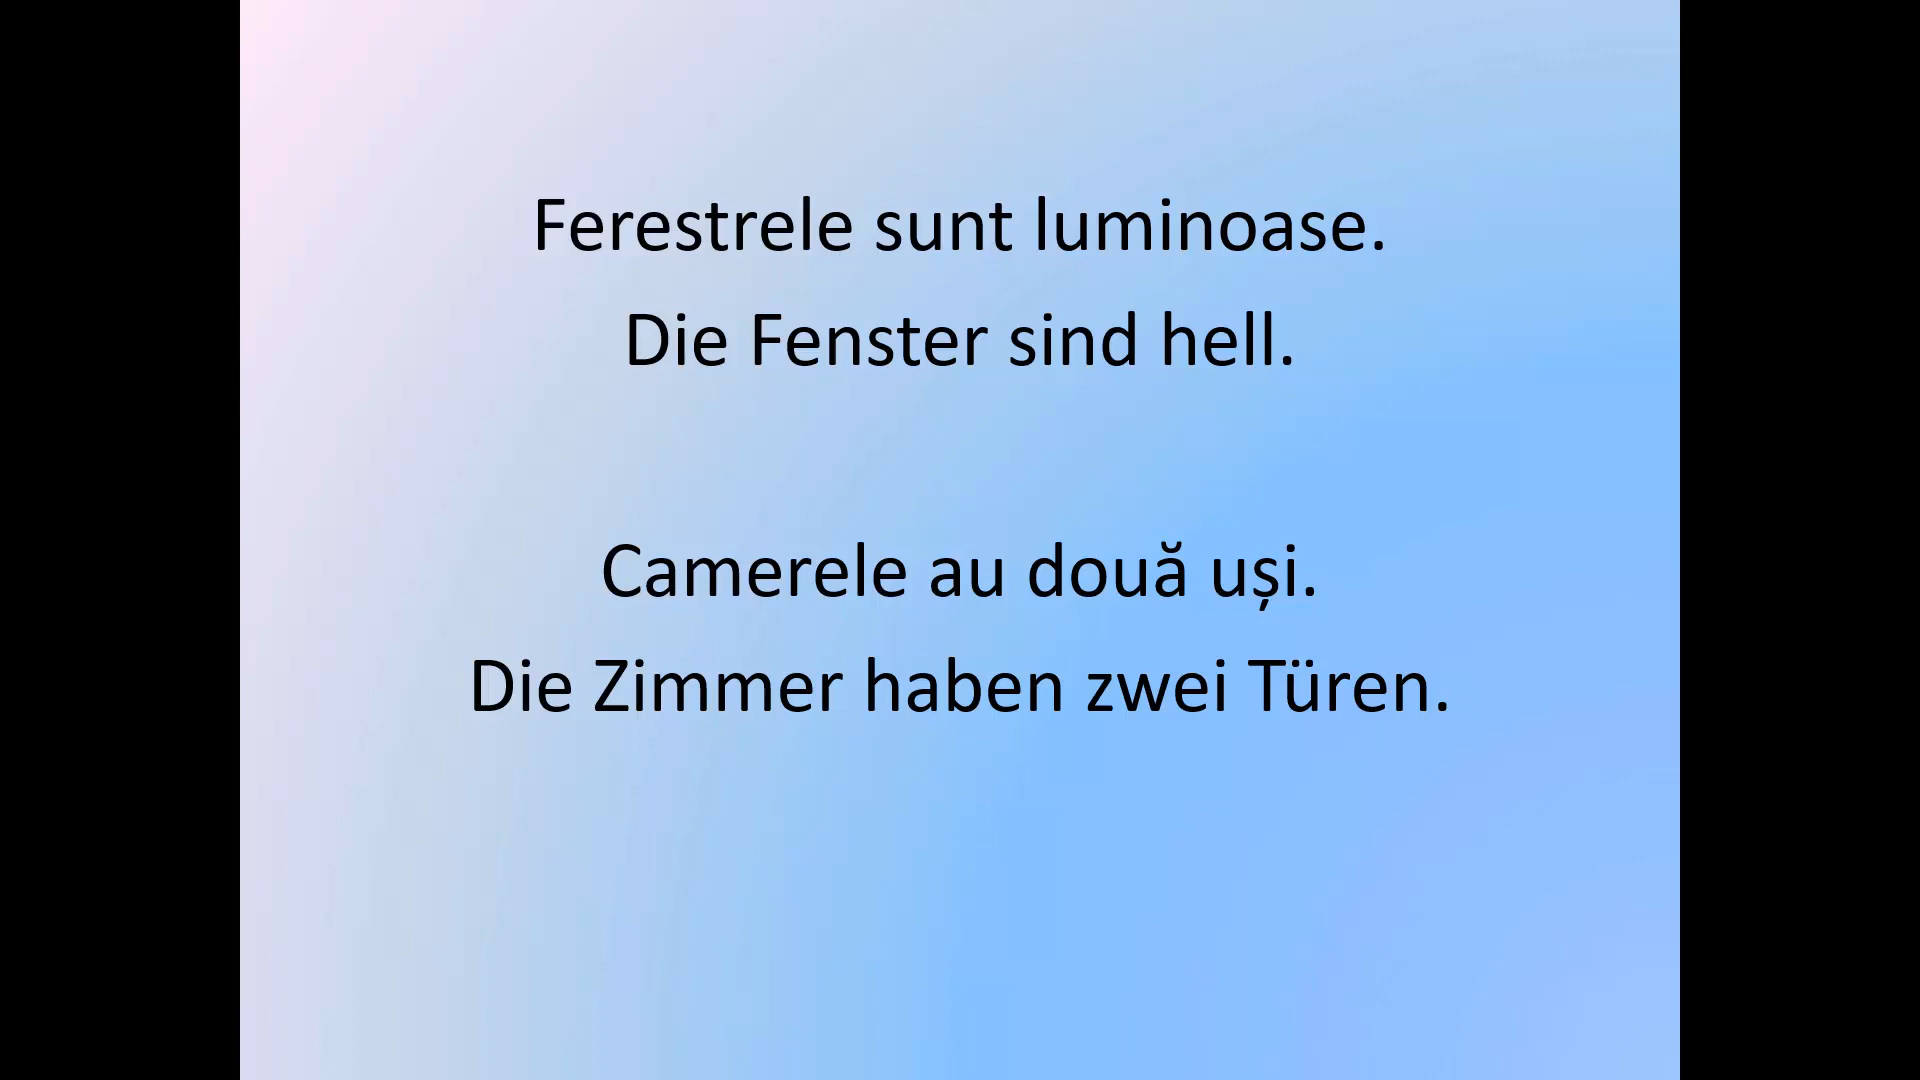 Ferestrele sunt luminoase.
Die Fenster sind hell.
Camerele au două uși.
Die Zimmer haben zwei Türen.